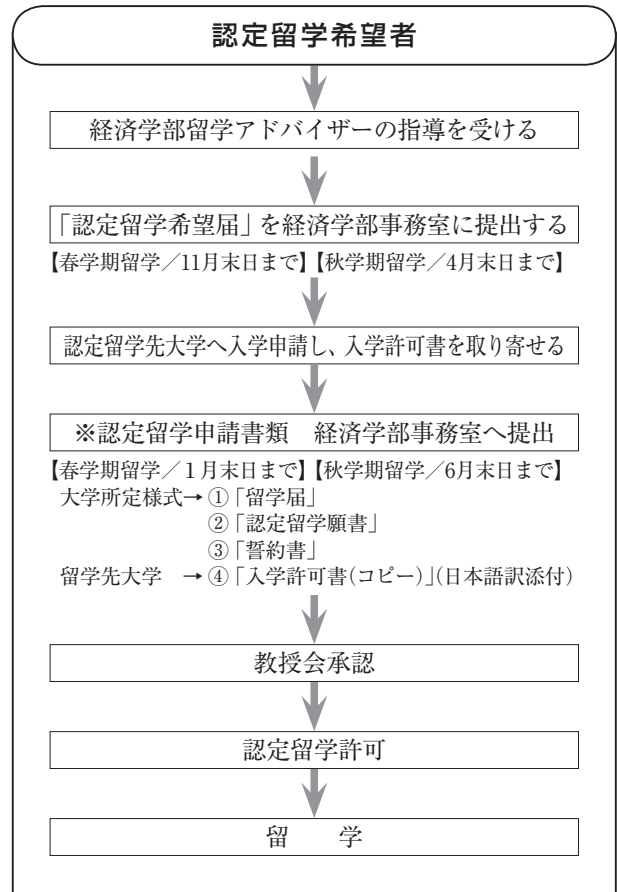 認定留学希望者
経済学部留学アドバイザーの指導を受ける
「認定留学希望届」を経済学部事務室に提出する
【春学期留学／11月末日まで】【秋学期留学／4月末日まで】
認定留学先大学へ入学申請し、入学許可書を取り寄せる
※認定留学申請書類　経済学部事務室へ提出
【春学期留学／1月末日まで】【秋学期留学／6月末日まで】
大学所定様式→①「留学届」
②「認定留学願書」
③「誓約書」
留学先大学　→④「入学許可書(コピー)」(日本語訳添付)
教授会承認
認定留学許可
留　　学